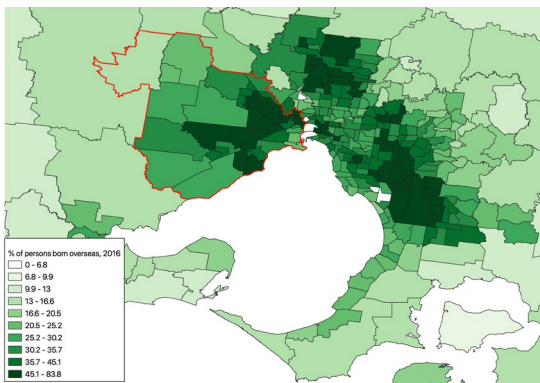 % of persons born overseas, 2016
0 - 6.8
6.8 - 9.9
9.9 - 13
13 - 16.6
16.6 - 20.5
20.5 - 25.2
25.2 - 30.2
30.2 - 35.7
35.7 - 45.1
45.1 - 83.8